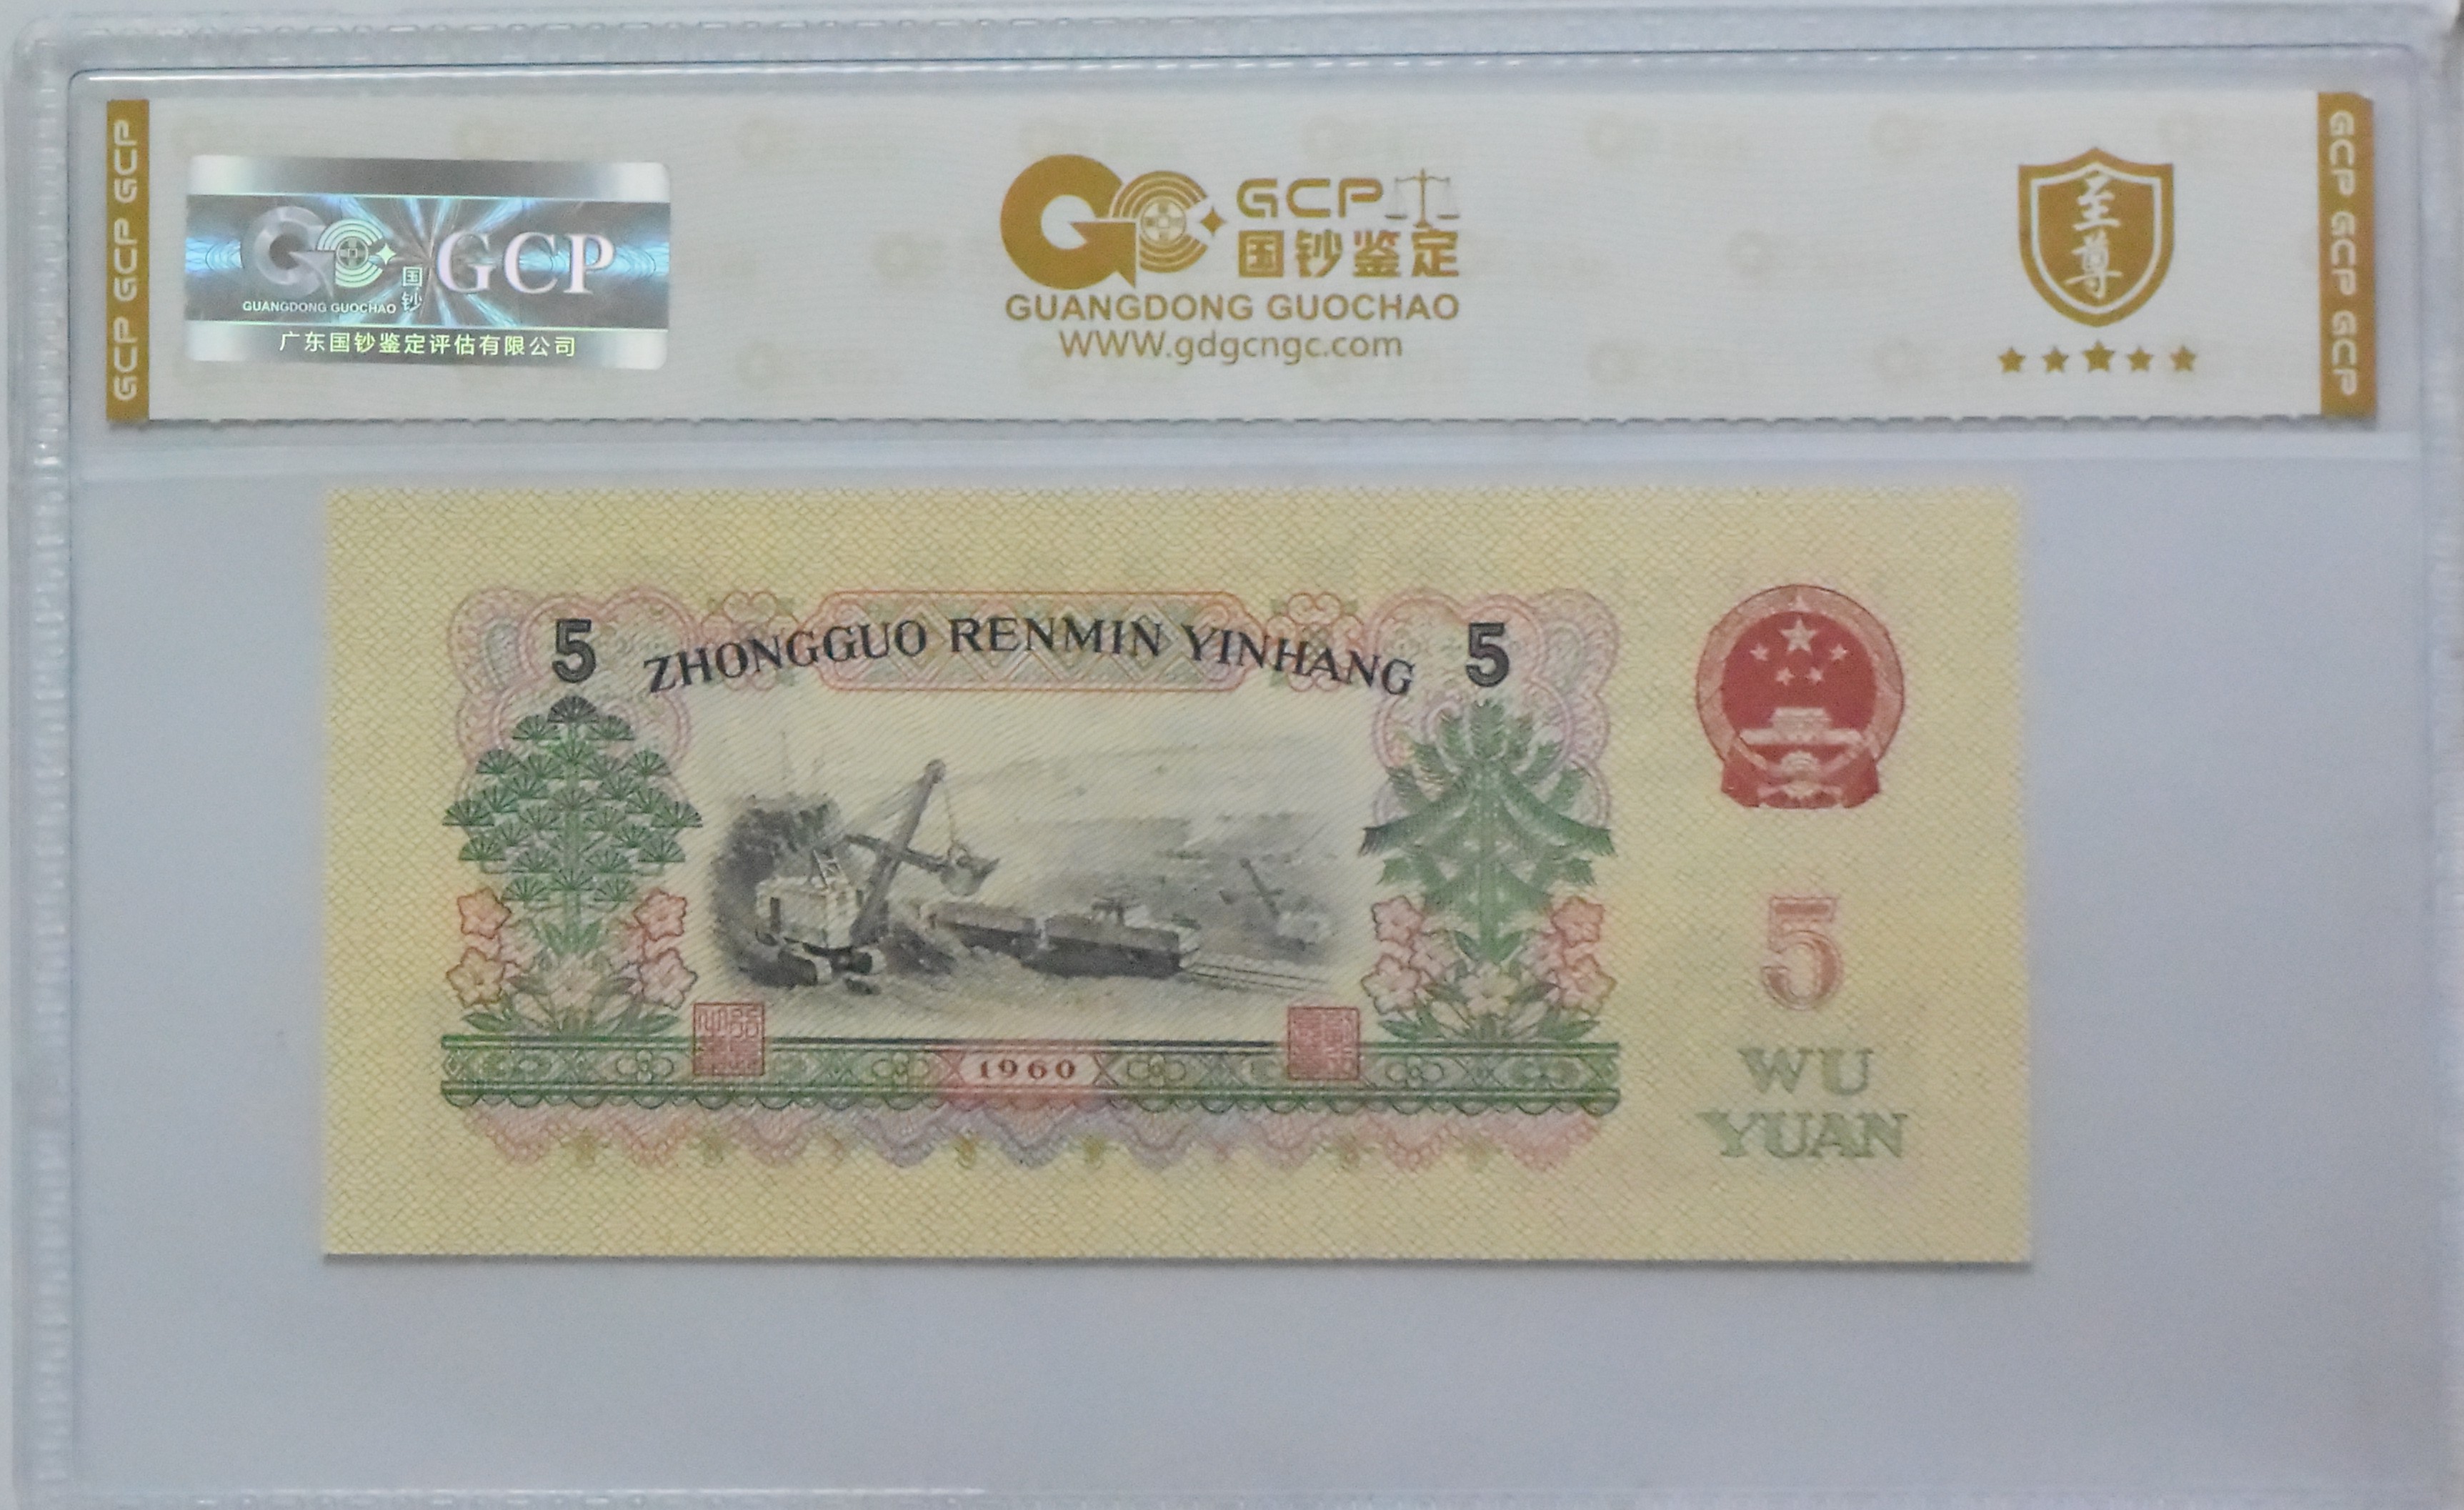 GCP GCP GCP
GUANGDONG GUOCHAO
国钞
GCP
广东国钞鉴定评估有限公司
GCP
国钞鉴定
GUANGDONG GUOCHAO
WWW.gdgcngc.com
至尊
GCP GCP GCP
5 ZHONGGUO RENMIN YINHANG 5
1960
5
WU
YUAN